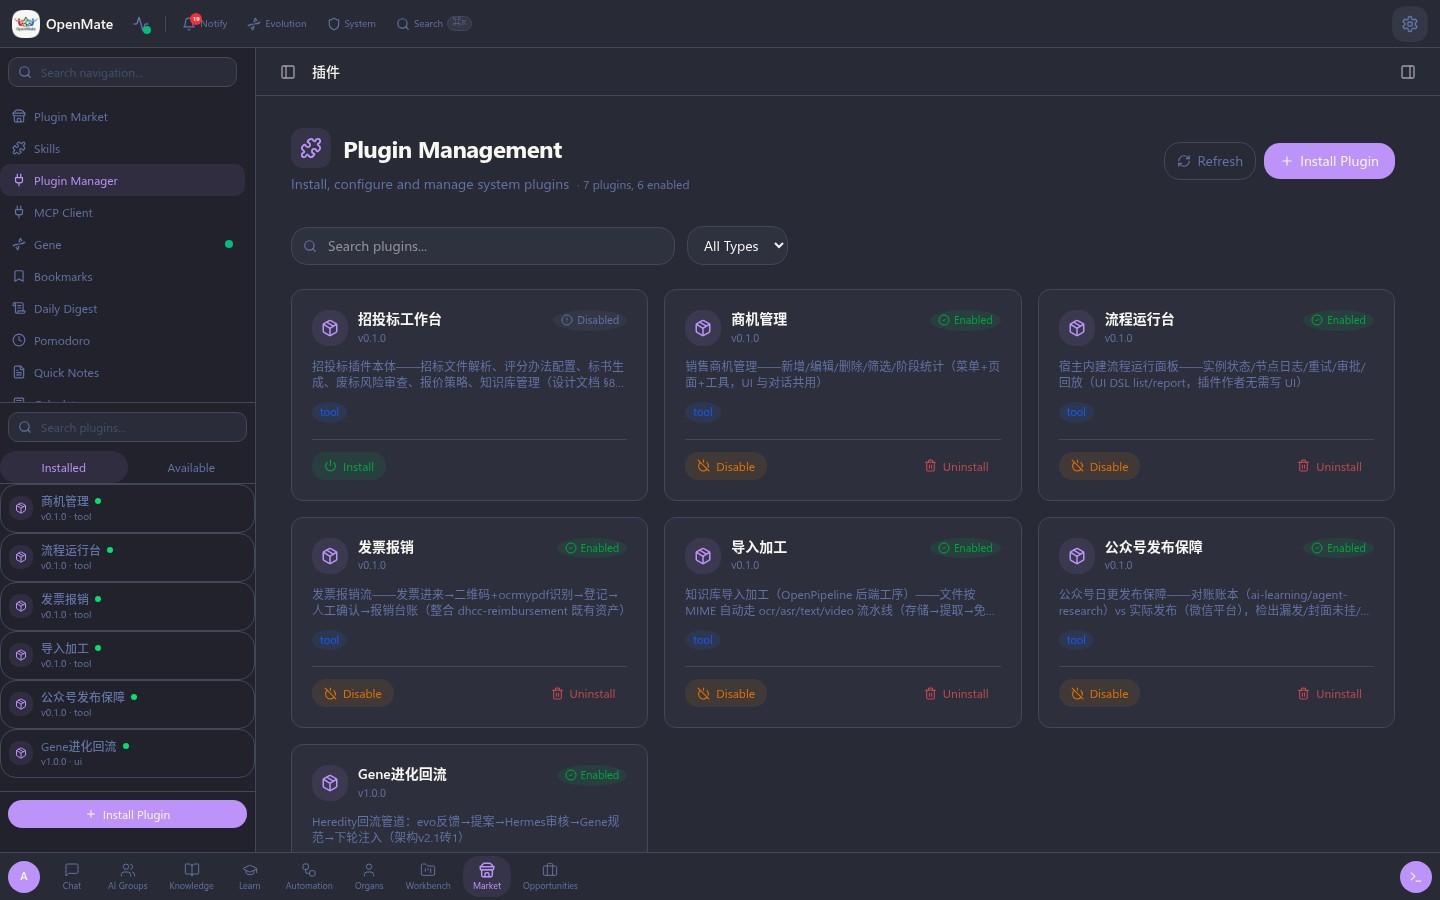 OpenMate
19
Notify
Evolution
System
Search
⌘K
Search navigation...
Plugin Market
Skills
Plugin Manager
MCP Client
Gene
Bookmarks
Daily Digest
Pomodoro
Quick Notes
Search plugins...
Installed
Available
商机管理
v0.1.0 · tool
流程运行台
v0.1.0 · tool
发票报销
v0.1.0 · tool
导入加工
v0.1.0 · tool
公众号发布保障
v0.1.0 · tool
Gene进化回流
v1.0.0 · ui
+ Install Plugin
插件
Plugin Management
Install, configure and manage system plugins · 7 plugins, 6 enabled
Refresh
+ Install Plugin
Search plugins...
All Types
招投标工作台
Disabled
v0.1.0
招投标插件本体——招标文件解析、评分办法配置、标书生
成、废标风险审查、报价策略、知识库管理（设计文档 §8...
tool
Install
商机管理
Enabled
v0.1.0
销售商机管理——新增/编辑/删除/筛选/阶段统计（菜单+页
面+工具，UI 与对话共用）
tool
Disable
Uninstall
流程运行台
Enabled
v0.1.0
宿主内建流程运行面板——实例状态/节点日志/重试/审批/
回放（UI DSL list/report，插件作者无需写 UI）
tool
Disable
Uninstall
发票报销
Enabled
v0.1.0
发票报销流——发票进来→二维码+ocrmypdf识别→登记→
人工确认→报销台账（整合 dhcc-reimbursement 既有资产）
tool
Disable
Uninstall
导入加工
Enabled
v0.1.0
知识库导入加工（OpenPipeline 后端工序）——文件按
MIME 自动走 ocr/asr/text/video 流水线（存储→提取→免...
tool
Disable
Uninstall
公众号发布保障
Enabled
v0.1.0
公众号日更发布保障——对账账本（ai-learning/agent-
research）vs 实际发布（微信平台），检出漏发/封面未挂/...
tool
Disable
Uninstall
Gene进化回流
Enabled
v1.0.0
Heredity回流管道：evo反馈→提案→Hermes审核→Gene规
范→下轮注入（架构v2.1砖1）
A
Chat
AI Groups
Knowledge
Learn
Automation
Organs
Workbench
Market
Opportunities